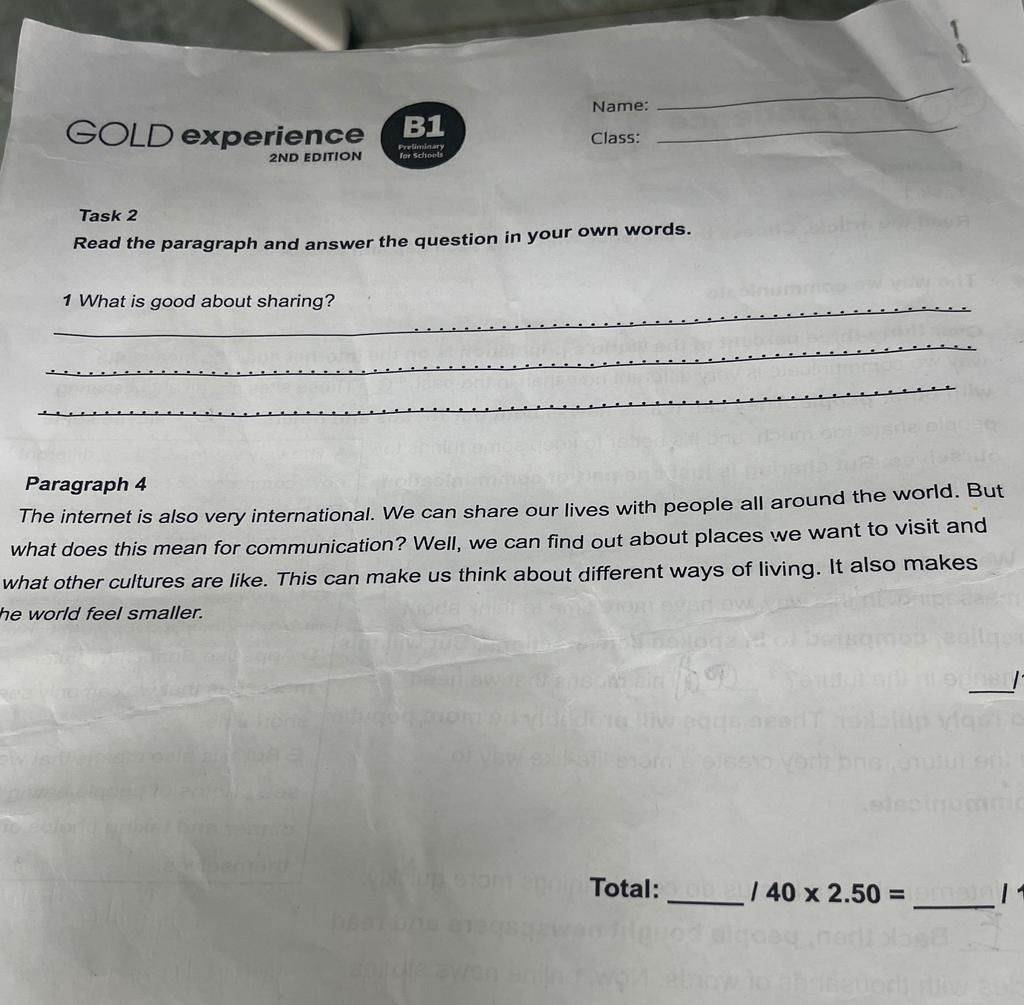 GOLD experience
2ND EDITION
B1
Preliminary
for Schools
Name:
Class:
Task 2
Read the paragraph and answer the question in your own words.
1 What is good about sharing?
Paragraph 4
The internet is also very international. We can share our lives with people all around the world. But
what does this mean for communication? Well, we can find out about places we want to visit and
what other cultures are like. This can make us think about different ways of living. It also makes
he world feel smaller.
Total: _____ / 40 x 2.50 = ______ / 1